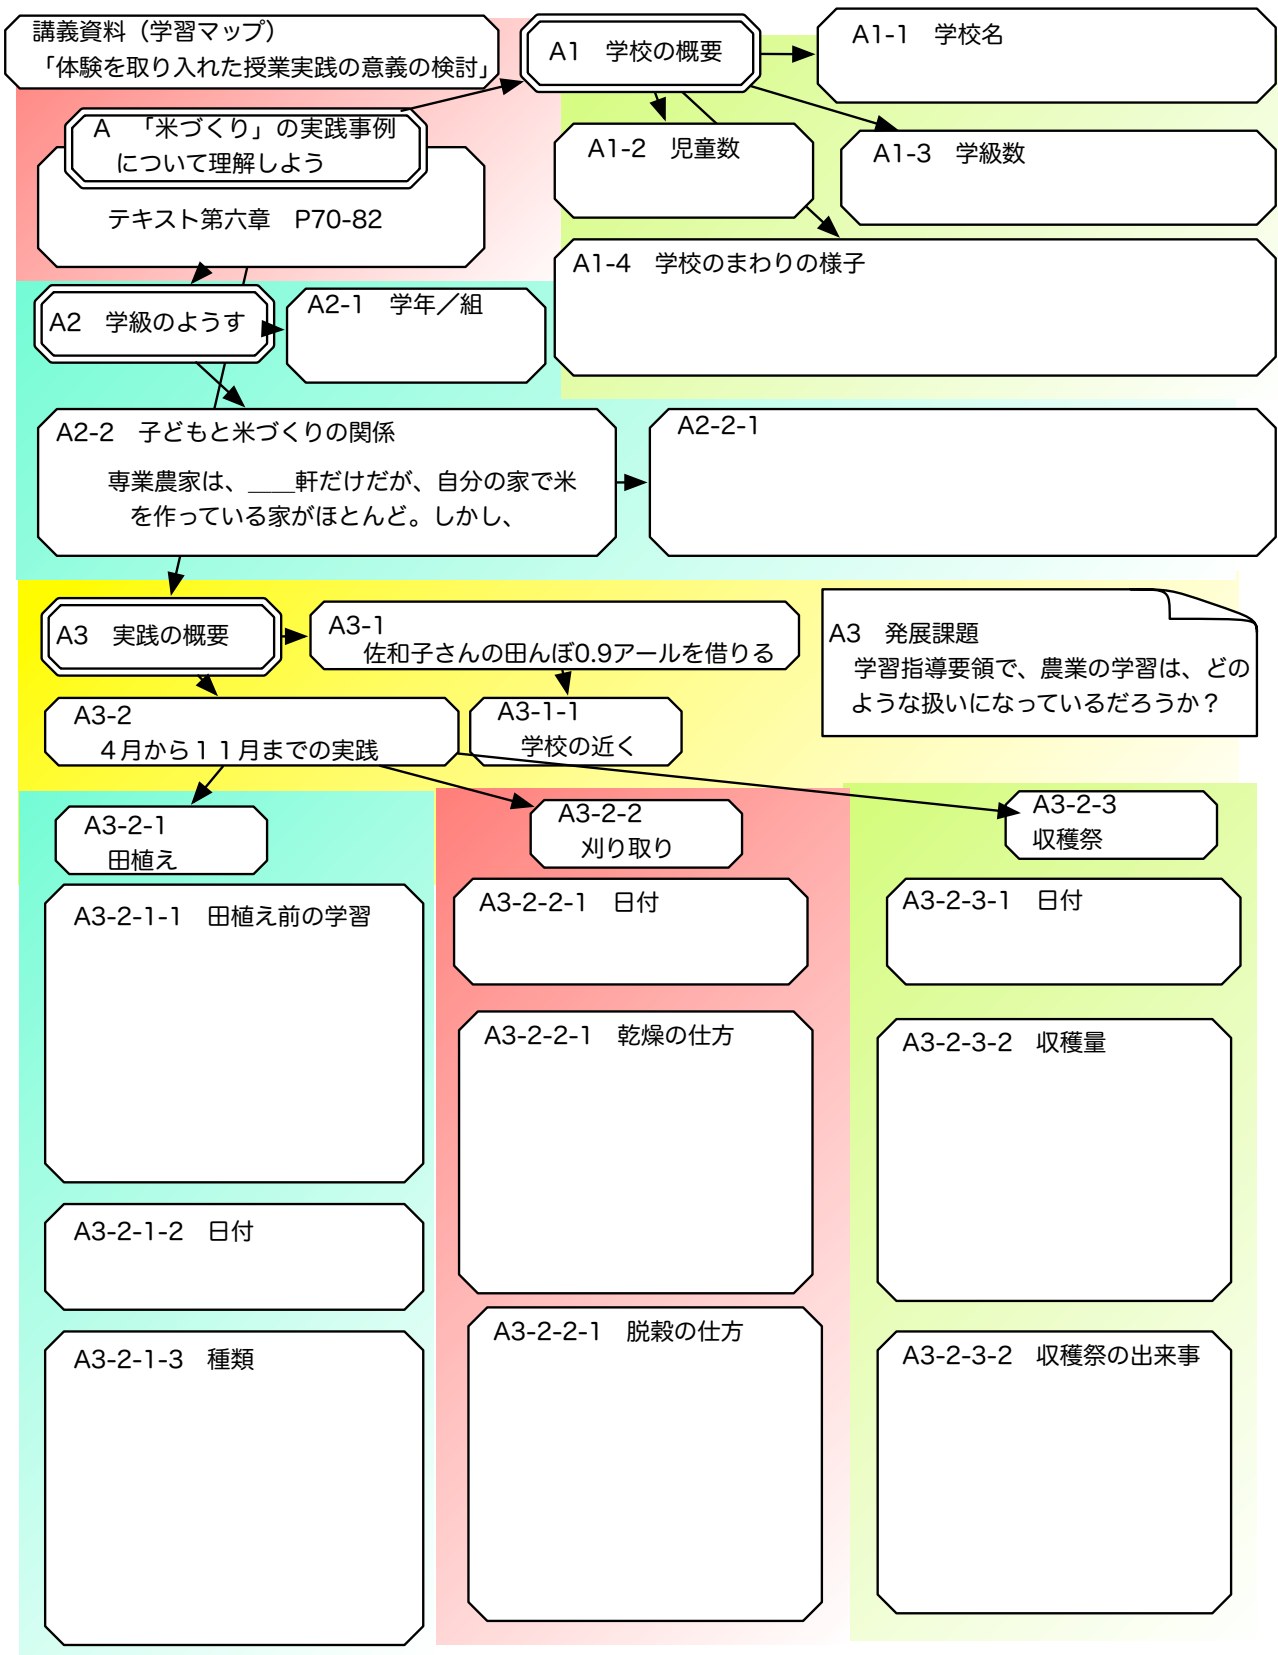 講義資料（学習マップ）
「体験を取り入れた授業実践の意義の検討」
A　「米づくり」の実践事例
について理解しよう
テキスト第六章　P70-82
A1　学校の概要
A1-1　学校名
A1-2　児童数
A1-3　学級数
A1-4　学校のまわりの様子
A2　学級のようす
A2-1　学年／組
A2-2　子どもと米づくりの関係
専業農家は、____軒だけだが、自分の家で米
を作っている家がほとんど。しかし、
A2-2-1
A3　実践の概要
A3-1
佐和子さんの田んぼ0.9アールを借りる
A3　発展課題
学習指導要領で、農業の学習は、どの
ような扱いになっているだろうか？
A3-2
４月から１１月までの実践
A3-1-1
学校の近く
A3-2-1
田植え
A3-2-1-1　田植え前の学習
A3-2-1-2　日付
A3-2-1-3　種類
A3-2-2
刈り取り
A3-2-2-1　日付
A3-2-2-1　乾燥の仕方
A3-2-2-1　脱穀の仕方
A3-2-3
収穫祭
A3-2-3-1　日付
A3-2-3-2　収穫量
A3-2-3-2　収穫祭の出来事